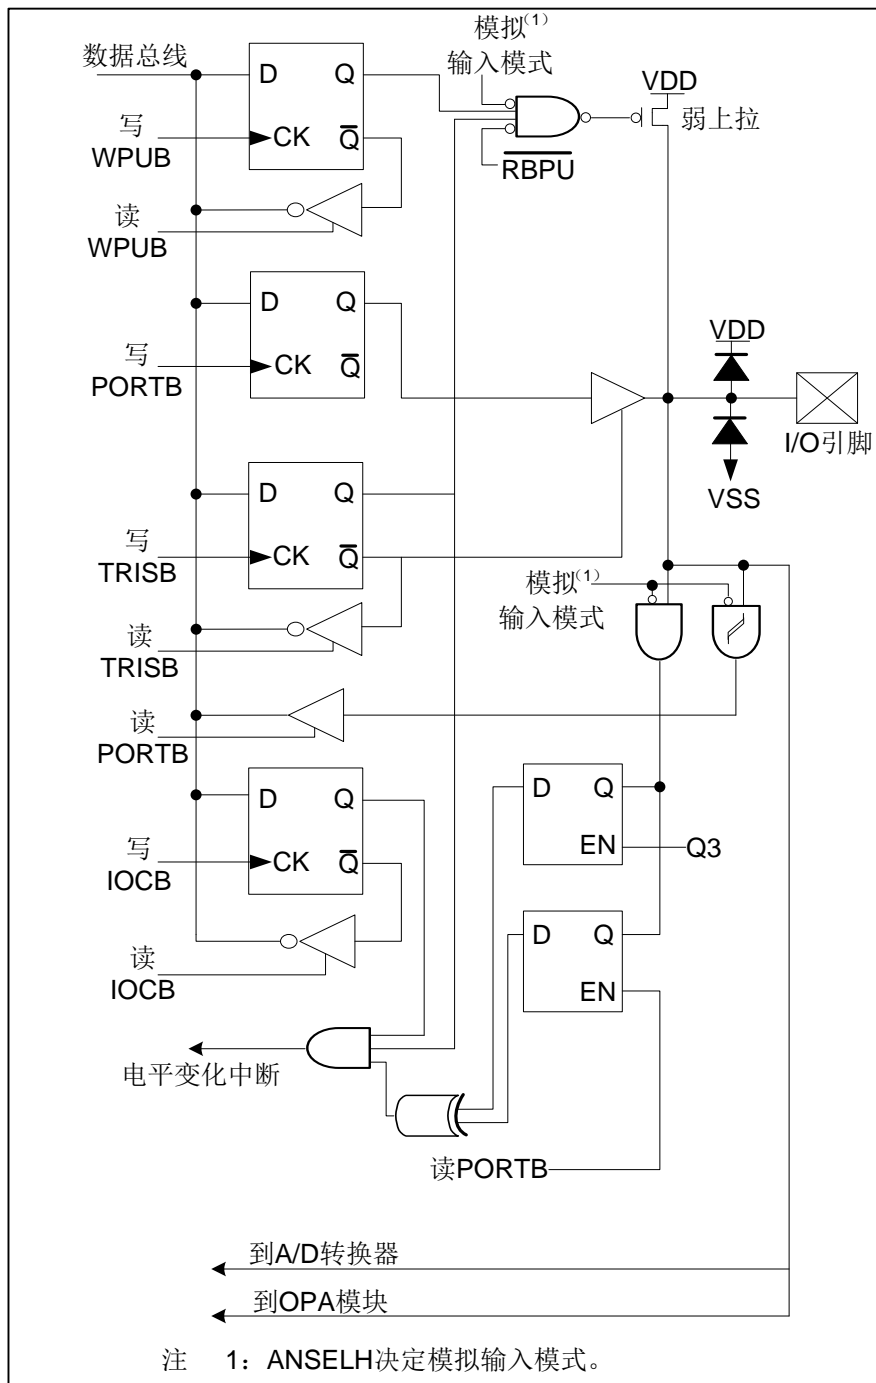 数据总线
D Q
写
WPUB
CK Q
读
WPUB
模拟(1)
输入模式
RBPU
VDD
弱上拉
D Q
写
PORTB
CK Q
VDD
I/O引脚
VSS
D Q
写
TRISB
CK Q
读
TRISB
模拟(1)
输入模式
读
PORTB
D Q
写
IOCB
CK Q
读
IOCB
D Q
EN
Q3
D Q
EN
电平变化中断
读PORTB
到A/D转换器
到OPA模块
注 1：ANSELH决定模拟输入模式。